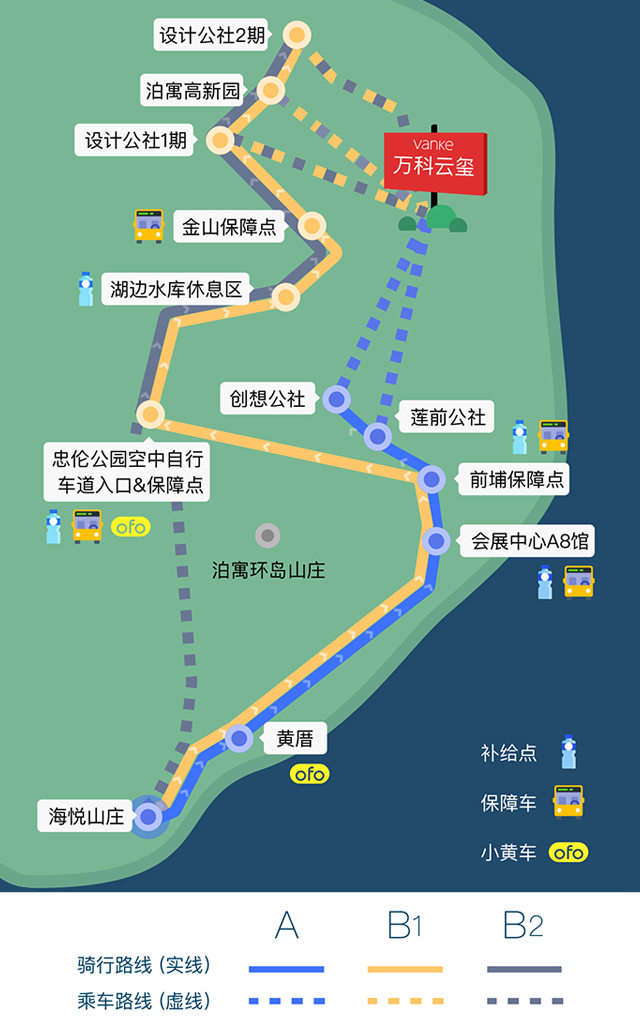 设计公社2期
泊寓高新园
设计公社1期
vanke
万科云玺
金山保障点
湖边水库休息区
创想公社
莲前公社
忠伦公园空中自行
车道入口&保障点
ofo
前埔保障点
会展中心A8馆
泊寓环岛山庄
黄厝
ofo
海悦山庄
补给点
保障车
小黄车 ofo
A B1 B2
骑行路线 (实线)
乘车路线 (虚线)